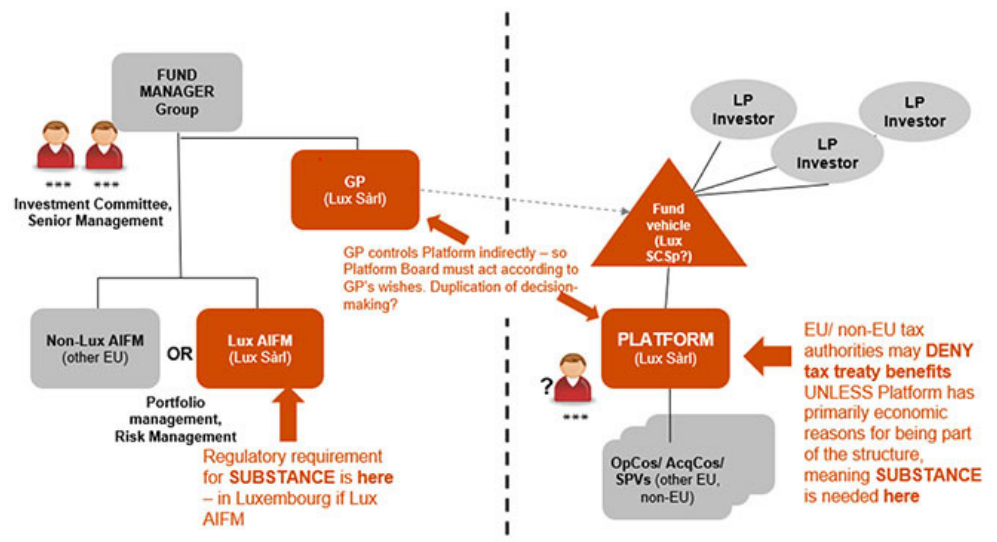 FUND
MANAGER
Group
***
***
Investment Committee,
Senior Management
GP
(Lux Sàrl)
GP controls Platform indirectly – so
Platform Board must act according to
GP's wishes. Duplication of decision-
making?
Non-Lux AIFM
(other EU)
OR
Lux AIFM
(Lux Sàrl)
Portfolio
management,
Risk Management
Regulatory requirement
for SUBSTANCE is here
– in Luxembourg if Lux
AIFM
LP
Investor
LP
Investor
LP
Investor
Fund
vehicle
(Lux
SCSp?)
PLATFORM
(Lux Sàrl)
?
***
OpCos/ AcqCos/
SPVs (other EU,
non-EU)
EU/ non-EU tax
authorities may DENY
tax treaty benefits
UNLESS Platform has
primarily economic
reasons for being part
of the structure,
meaning SUBSTANCE
is needed here